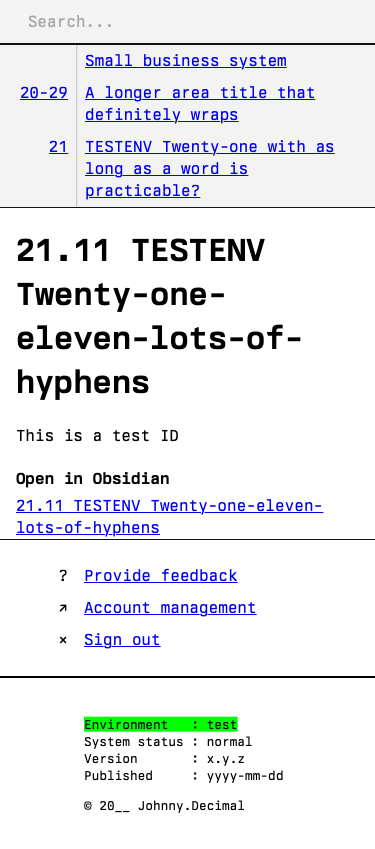 Search...
Small business system
20-29 A longer area title that
definitely wraps
21 TESTENV Twenty-one with as
long as a word is
practicable?
21.11 TESTENV
Twenty-one-
eleven-lots-of-
hyphens
This is a test ID
Open in Obsidian
21.11 TESTENV Twenty-one-eleven-
lots-of-hyphens
? Provide feedback
↗ Account management
× Sign out
Environment : test
System status : normal
Version : x.y.z
Published : yyyy-mm-dd
© 20__ Johnny.Decimal